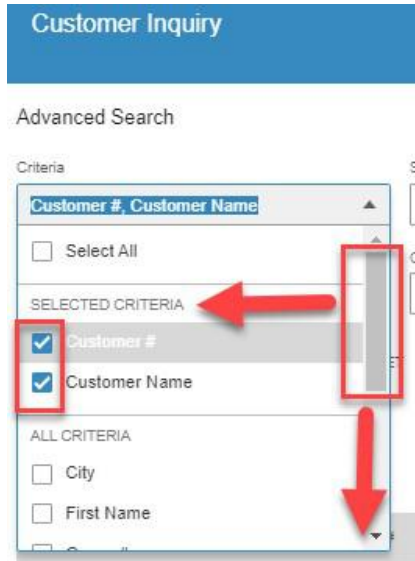 Customer Inquiry
Advanced Search
Criteria
Customer #, Customer Name
Select All
SELECTED CRITERIA
Customer #
Customer Name
ALL CRITERIA
City
First Name